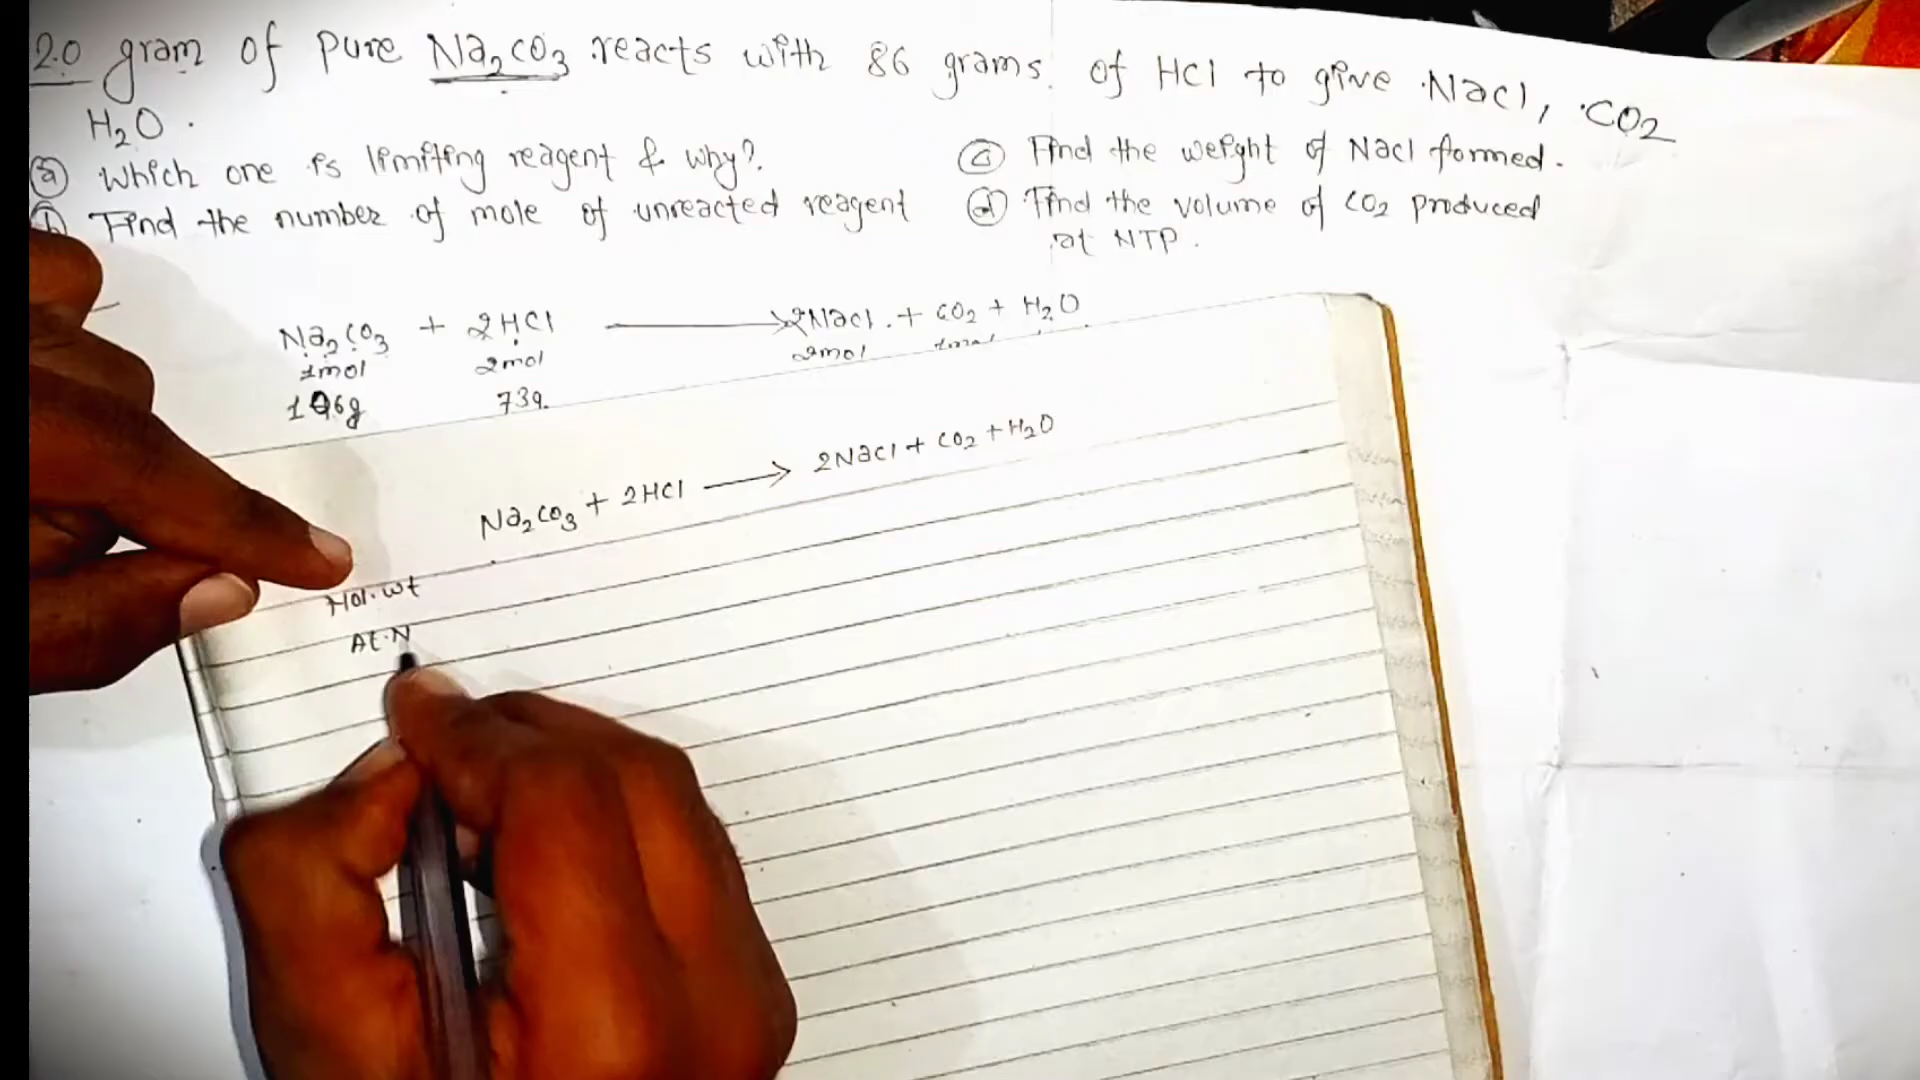 20 gram of pure Na2CO3 reacts with 86 grams of HCl to give NaCl, CO2
H2O.
(a) Which one is limiting reagent & why?
(b) Find the number of mole of unreacted reagent
(c) Find the weight of NaCl formed.
(d) Find the volume of CO2 produced
at NTP.
Na2CO3 + 2HCl → 2NaCl + CO2 + H2O
1mol 2mol 2mol 1mol
106g 73g
Na2CO3 + 2HCl → 2NaCl + CO2 + H2O
Mol. wt
At. N